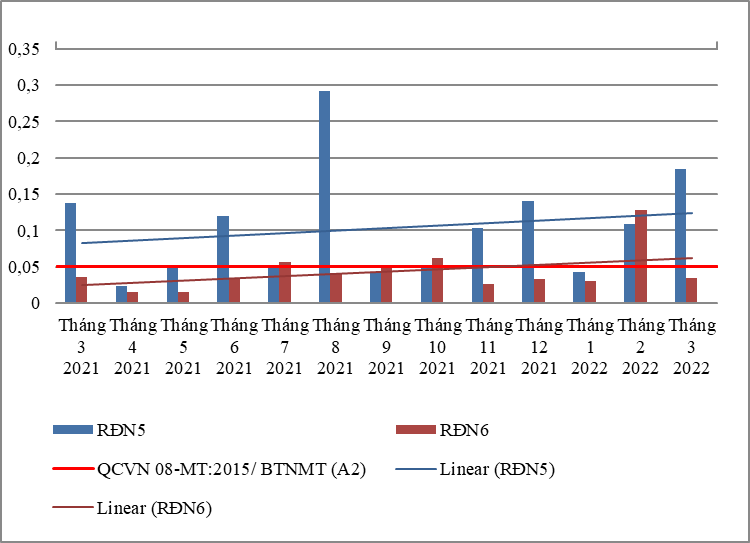 0,35
0,3
0,25
0,2
0,15
0,1
0,05
0
Tháng 3 2021
Tháng 4 2021
Tháng 5 2021
Tháng 6 2021
Tháng 7 2021
Tháng 8 2021
Tháng 9 2021
Tháng 10 2021
Tháng 11 2021
Tháng 12 2021
Tháng 1 2022
Tháng 2 2022
Tháng 3 2022
RĐN5
RĐN6
QCVN 08-MT:2015/ BTNMT (A2)
Linear (RĐN5)
Linear (RĐN6)